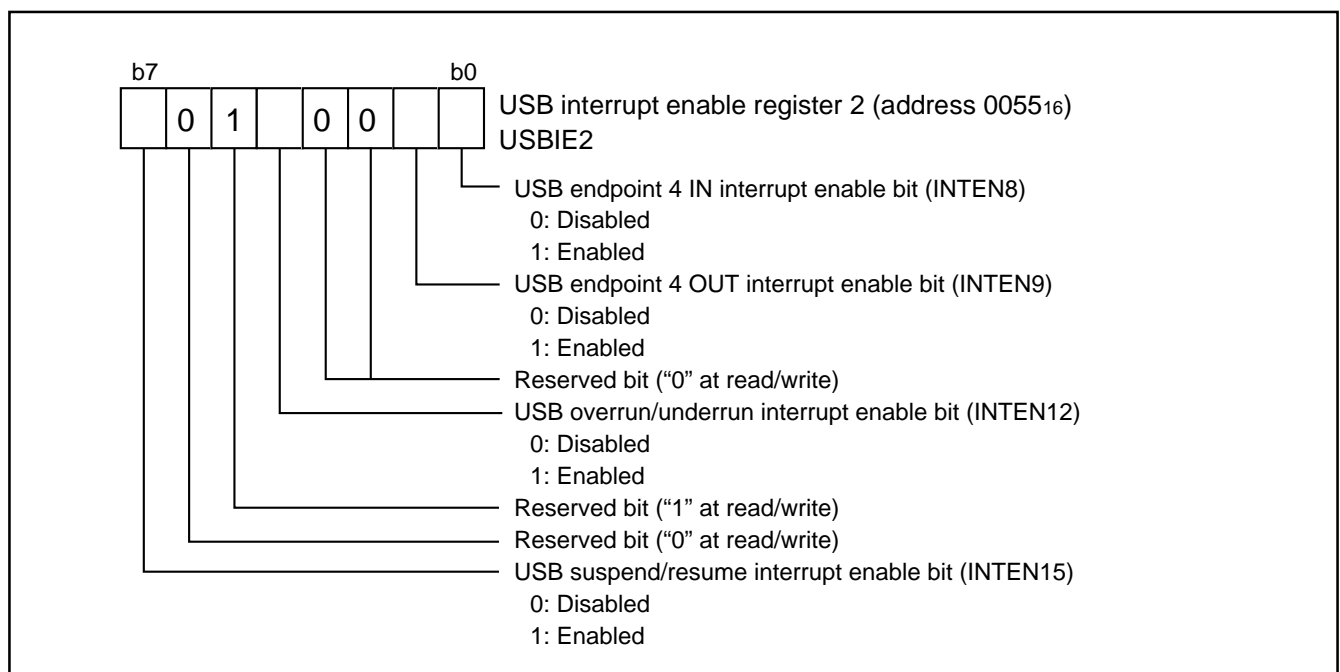 b7 b0
0 1 0 0
USB interrupt enable register 2 (address 005516)
USBIE2
USB endpoint 4 IN interrupt enable bit (INTEN8)
0: Disabled
1: Enabled
USB endpoint 4 OUT interrupt enable bit (INTEN9)
0: Disabled
1: Enabled
Reserved bit (“0” at read/write)
USB overrun/underrun interrupt enable bit (INTEN12)
0: Disabled
1: Enabled
Reserved bit (“1” at read/write)
Reserved bit (“0” at read/write)
USB suspend/resume interrupt enable bit (INTEN15)
0: Disabled
1: Enabled